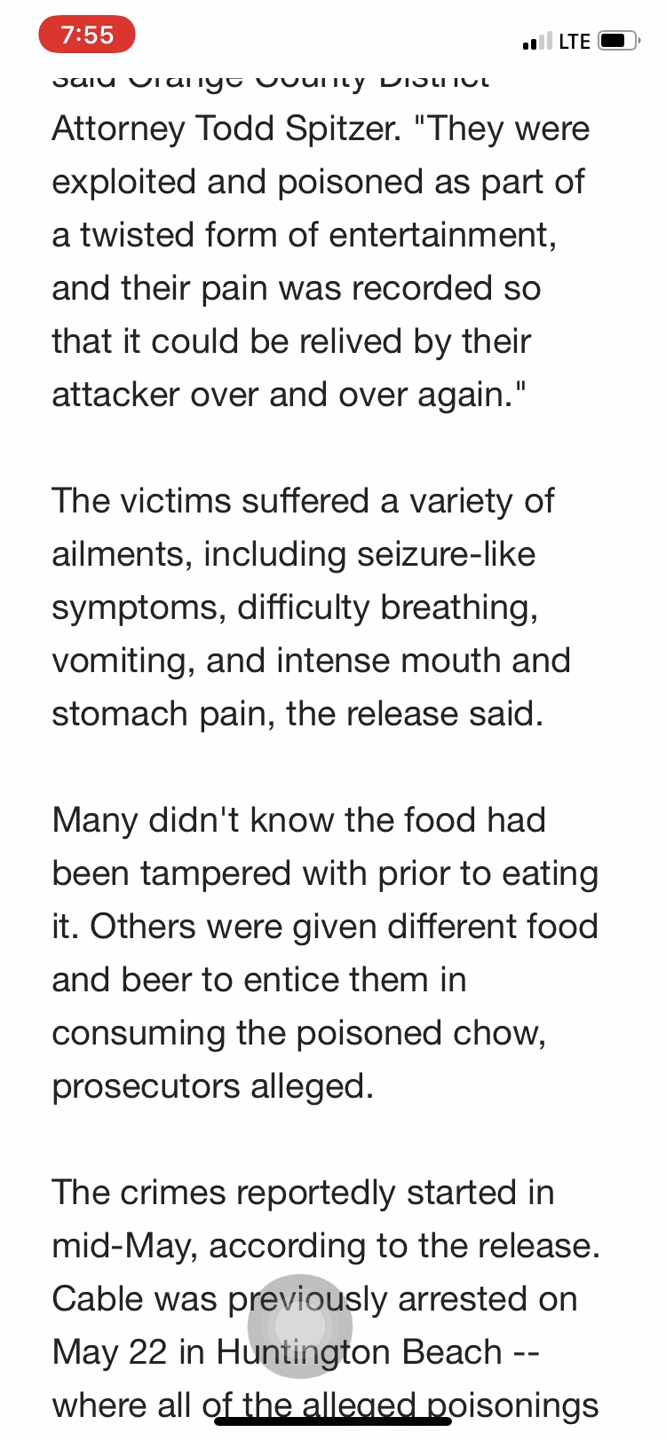 7:55
LTE
said Orange County District
Attorney Todd Spitzer. "They were
exploited and poisoned as part of
a twisted form of entertainment,
and their pain was recorded so
that it could be relived by their
attacker over and over again."
The victims suffered a variety of
ailments, including seizure-like
symptoms, difficulty breathing,
vomiting, and intense mouth and
stomach pain, the release said.
Many didn't know the food had
been tampered with prior to eating
it. Others were given different food
and beer to entice them in
consuming the poisoned chow,
prosecutors alleged.
The crimes reportedly started in
mid-May, according to the release.
Cable was previously arrested on
May 22 in Huntington Beach --
where all of the alleged poisonings